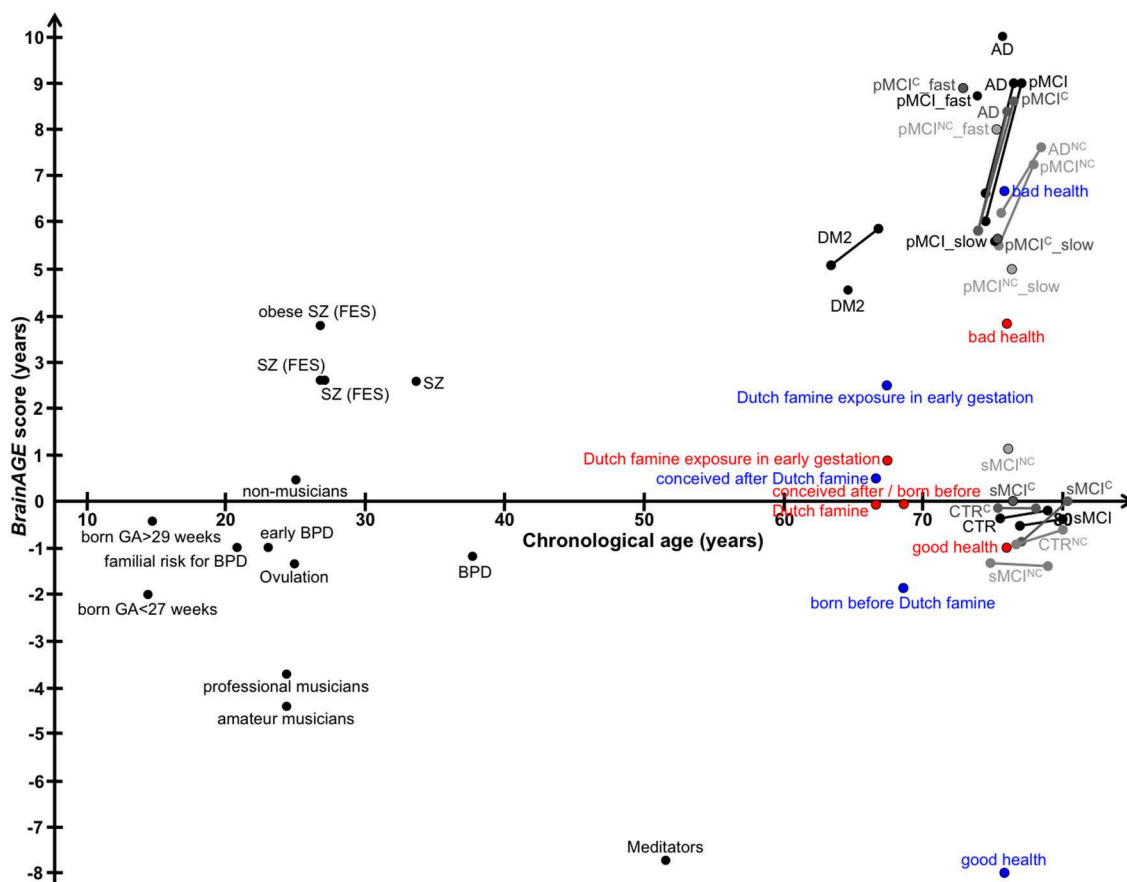 BrainAGE score (years)
10
9
8
7
6
5
4
3
2
1
0
-1
-2
-3
-4
-5
-6
-7
-8
AD
pMCIC_fast
AD
pMCI
pMCI_fast
pMCIC
AD
pMCINC_fast
ADNC
pMCINC
bad health
DM2
pMCI_slow
pMCIC_slow
pMCINC_slow
DM2
obese SZ (FES)
bad health
SZ (FES)
SZ (FES)
SZ
Dutch famine exposure in early gestation
Dutch famine exposure in early gestation
sMCINC
non-musicians
conceived after Dutch famine
conceived after / born before
Dutch famine
sMCIC
sMCIC
10
20
30
40
50
60
70
80
CTRC
CTR
sMCI
born GA>29 weeks
early BPD
Chronological age (years)
good health
CTRNC
familial risk for BPD
Ovulation
BPD
sMCINC
born GA<27 weeks
born before Dutch famine
professional musicians
amateur musicians
Meditators
good health